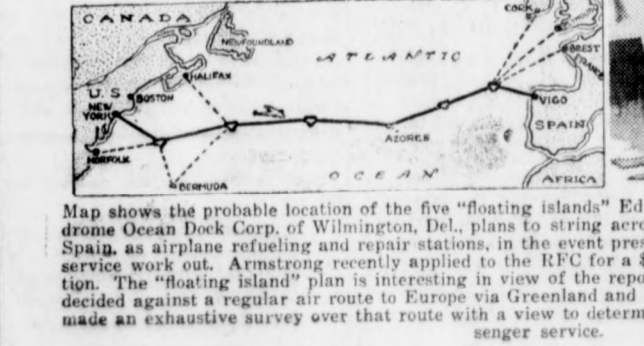 CANADA
NEWFOUNDLAND
CORK
BREST
FRANCE
ATLANTIC
HALIFAX
U.S
BOSTON
NEW YORK
VIGO
SPAIN
AZORES
NORFOLK
BERMUDA
OCEAN
AFRICA
Map shows the probable location of the five "floating islands" Ed
drome Ocean Dock Corp. of Wilmington, Del., plans to string acro
Spain, as airplane refueling and repair stations, in the event pres
service work out. Armstrong recently applied to the RFC for a $
tion. The "floating island" plan is interesting in view of the repo
decided against a regular air route to Europe via Greenland and
made an exhaustive survey over that route with a view to determ
senger service.